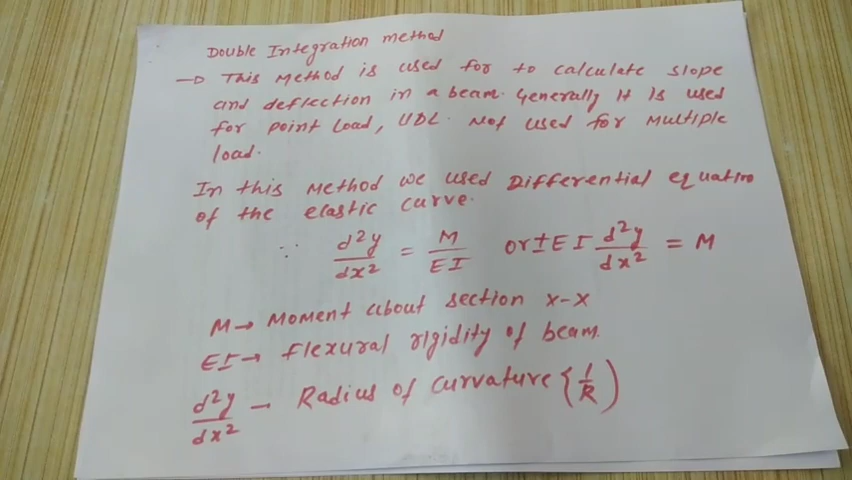 Double Integration method
→ This Method is used for to calculate slope
and deflection in a beam. Generally It Is used
for point Load, UDL. Not used for Multiple
load.
In this Method we used Differential equation
of the elastic curve.
∵ d²y/dx² = M/EI or ± EI d²y/dx² = M
M → Moment about section x-x
EI → Flexural rigidity of beam.
d²y/dx² → Radius of curvature {1/R)